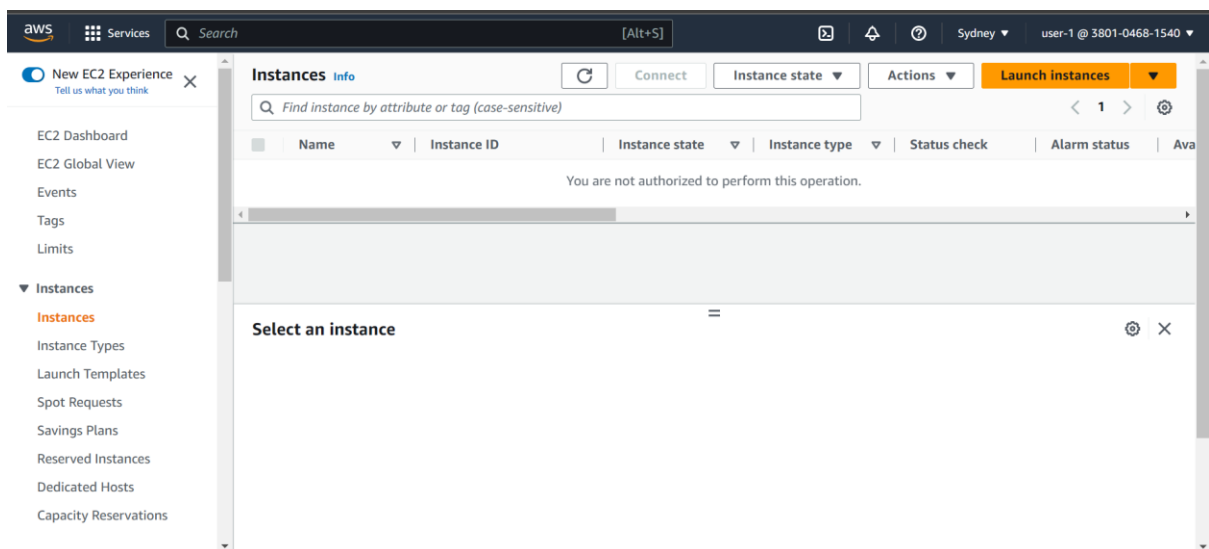 aws Services Search [Alt+S] Sydney ▼ user-1 @ 3801-0468-1540 ▼
New EC2 Experience
Tell us what you think
EC2 Dashboard
EC2 Global View
Events
Tags
Limits
▼ Instances
Instances
Instance Types
Launch Templates
Spot Requests
Savings Plans
Reserved Instances
Dedicated Hosts
Capacity Reservations
Instances Info Connect Instance state ▼ Actions ▼ Launch instances ▼
Find instance by attribute or tag (case-sensitive) < 1 >
Name Instance ID Instance state Instance type Status check Alarm status Ava
You are not authorized to perform this operation.
Select an instance